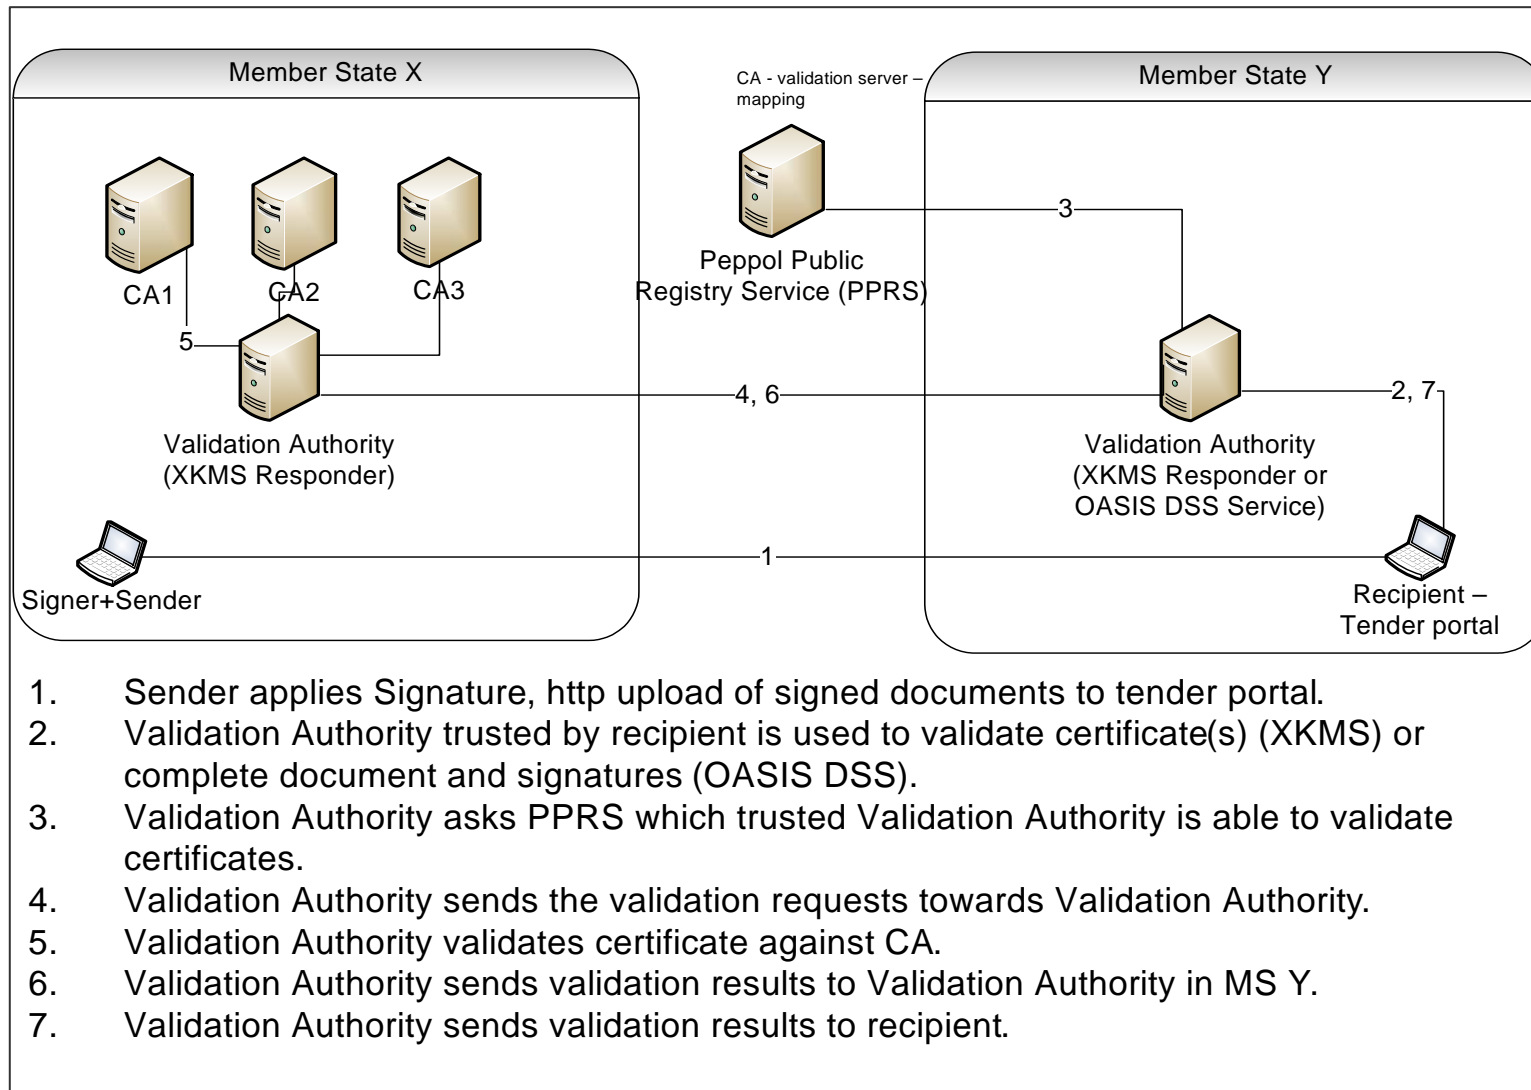 Member State X
CA - validation server –
mapping
Member State Y
3
Peppol Public
Registry Service (PPRS)
CA1
CA2
CA3
5
4, 6
2, 7
Validation Authority
(XKMS Responder)
Validation Authority
(XKMS Responder or
OASIS DSS Service)
1
Signer+Sender
Recipient –
Tender portal
1. Sender applies Signature, http upload of signed documents to tender portal.
2. Validation Authority trusted by recipient is used to validate certificate(s) (XKMS) or
complete document and signatures (OASIS DSS).
3. Validation Authority asks PPRS which trusted Validation Authority is able to validate
certificates.
4. Validation Authority sends the validation requests towards Validation Authority.
5. Validation Authority validates certificate against CA.
6. Validation Authority sends validation results to Validation Authority in MS Y.
7. Validation Authority sends validation results to recipient.